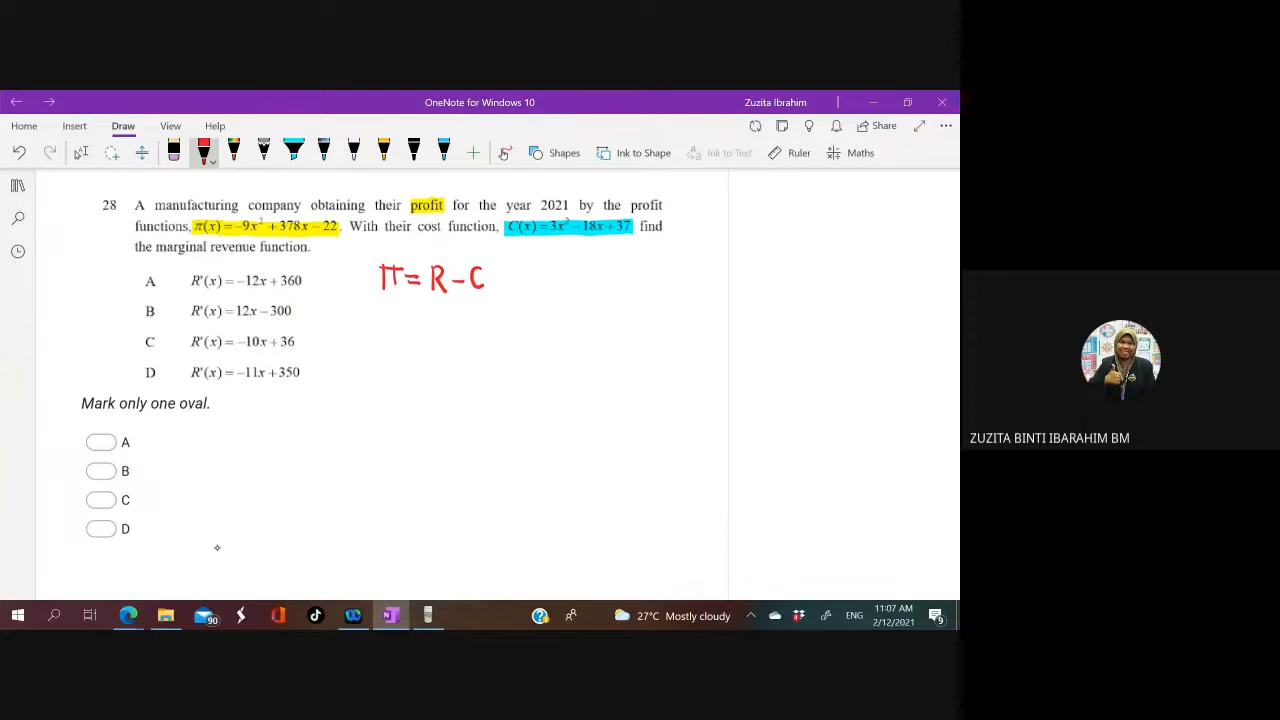 OneNote for Windows 10
Zuzita Ibrahim
Home Insert Draw View Help
Share
Shapes Ink to Shape Ink to Text Ruler Maths
28 A manufacturing company obtaining their profit for the year 2021 by the profit
functions, π(x) = −9x² + 378x − 22 . With their cost function, C(x) = 3x² − 18x + 37 find
the marginal revenue function.
A R'(x) = −12x + 360
π = R − C
B R'(x) = 12x − 300
C R'(x) = −10x + 36
D R'(x) = −11x + 350
Mark only one oval.
A
B
C
D
ZUZITA BINTI IBARAHIM BM
90
27°C Mostly cloudy
ENG
11:07 AM
2/12/2021
9